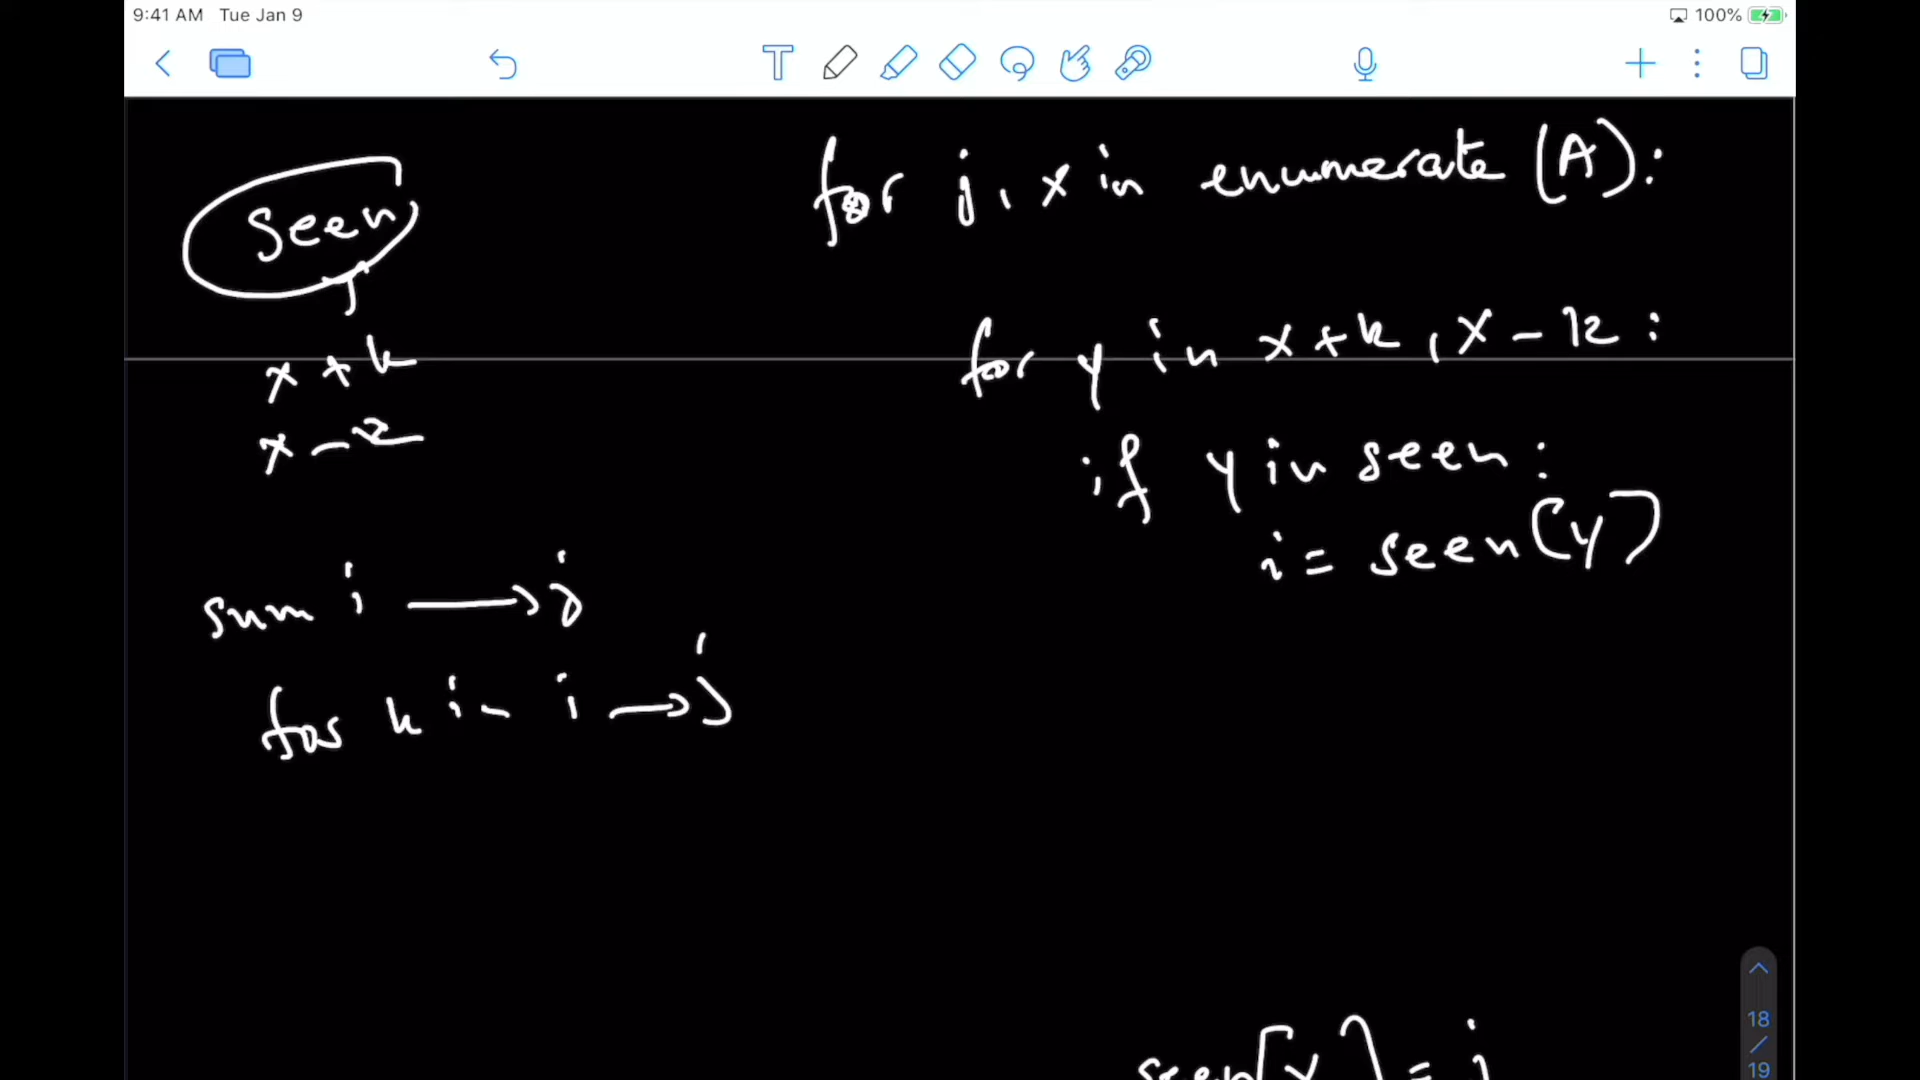 9:41 AM Tue Jan 9
100%
T
Seen
x + k
x - k
sum i → j
for k in i → j
for j, x in enumerate (A):
for y in x + k, x - k :
if y in seen :
i = seen (y)
seen [x] = j
18
/
19